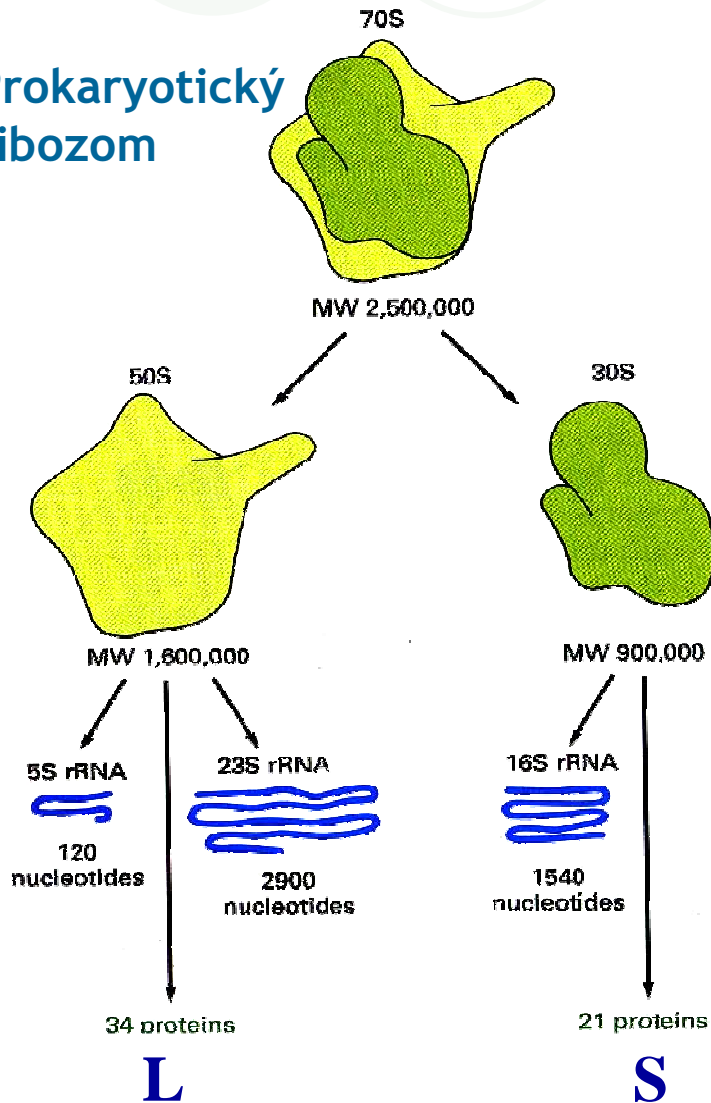 70S
Prokaryotický
ibozom
MW 2,500,000
50S
30S
MW 1,600,000
MW 900,000
5S rRNA
23S rRNA
16S rRNA
120
nucleotides
2900
nucleotides
1540
nucleotides
34 proteins
21 proteins
L
S